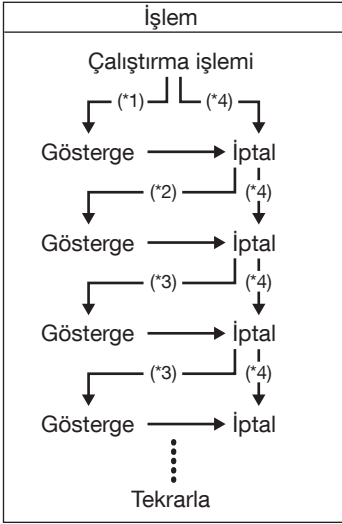 İşlem
Çalıştırma işlemi
(*1) (*4)
Gösterge İptal
(*2) (*4)
Gösterge İptal
(*3) (*4)
Gösterge İptal
(*3) (*4)
Gösterge İptal
Tekrarla